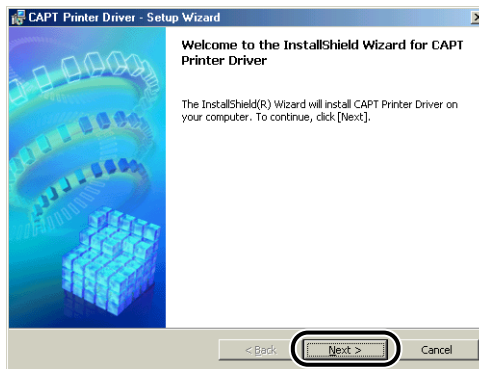 CAPT Printer Driver - Setup Wizard
Welcome to the InstallShield Wizard for CAPT
Printer Driver
The InstallShield(R) Wizard will install CAPT Printer Driver on
your computer. To continue, click [Next].
< Back
Next >
Cancel